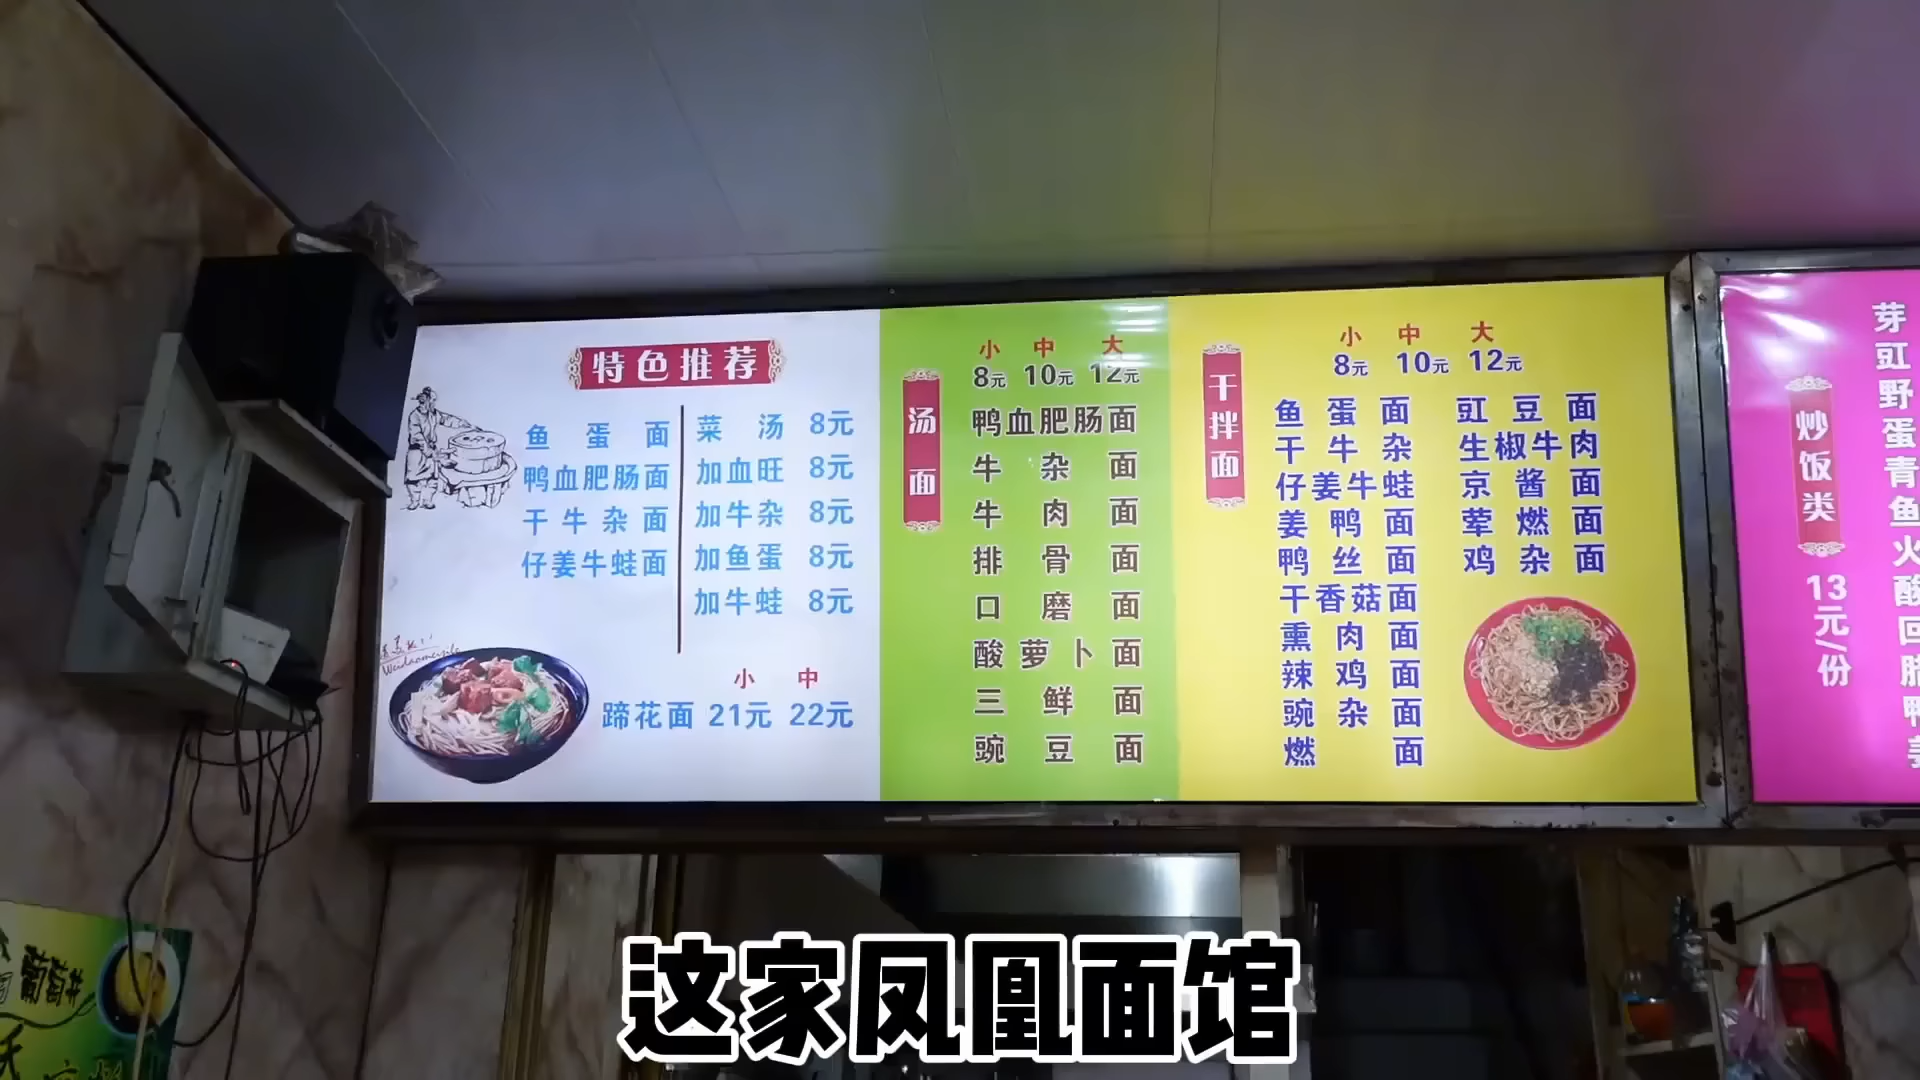 特色推荐
鱼蛋面
鸭血肥肠面
干牛杂面
仔姜牛蛙面
菜汤 8元
加血旺 8元
加牛杂 8元
加鱼蛋 8元
加牛蛙 8元
小 中
蹄花面 21元 22元
汤面
小 中 大
8元 10元 12元
鸭血肥肠面
牛杂面
牛肉面
排骨面
口磨面
酸萝卜面
三鲜面
豌豆面
干拌面
小 中 大
8元 10元 12元
鱼蛋面
干牛杂
仔姜牛蛙
姜鸭面
鸭丝面
干香菇面
熏肉面
辣鸡面
豌杂面
燃面
豇豆面
生椒牛肉
京酱面
荤燃面
鸡杂面
炒饭类
13元/份
芽
豇
野
蛋
青
鱼
火
酸
回
腊
鸭
姜
葡萄井
这家凤凰面馆